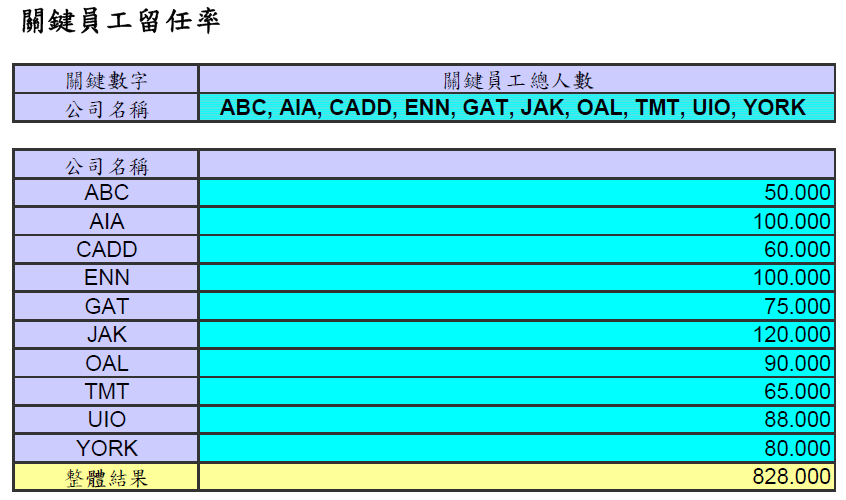 關鍵員工留任率
關鍵數字 關鍵員工總人數
公司名稱 ABC, AIA, CADD, ENN, GAT, JAK, OAL, TMT, UIO, YORK
公司名稱
ABC 50.000
AIA 100.000
CADD 60.000
ENN 100.000
GAT 75.000
JAK 120.000
OAL 90.000
TMT 65.000
UIO 88.000
YORK 80.000
整體結果 828.000